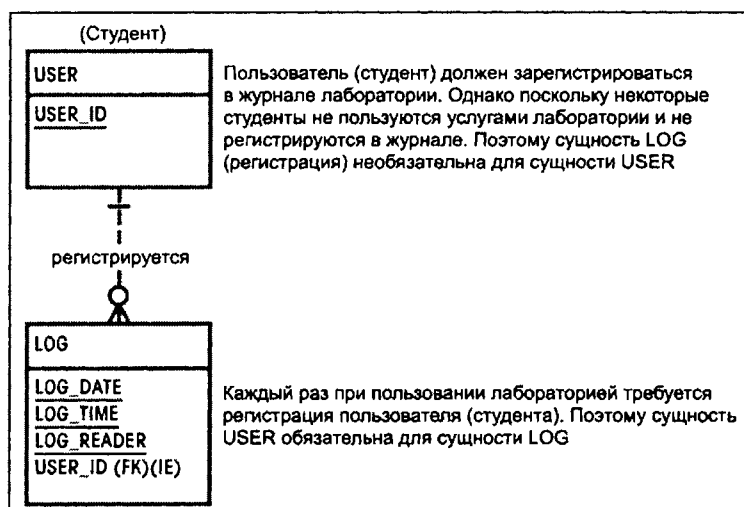 (Студент)
USER
USER_ID
Пользователь (студент) должен зарегистрироваться
в журнале лаборатории. Однако поскольку некоторые
студенты не пользуются услугами лаборатории и не
регистрируются в журнале. Поэтому сущность LOG
(регистрация) необязательна для сущности USER
регистрируется
LOG
LOG_DATE
LOG_TIME
LOG_READER
USER_ID (FK)(IE)
Каждый раз при пользовании лабораторией требуется
регистрация пользователя (студента). Поэтому сущность
USER обязательна для сущности LOG